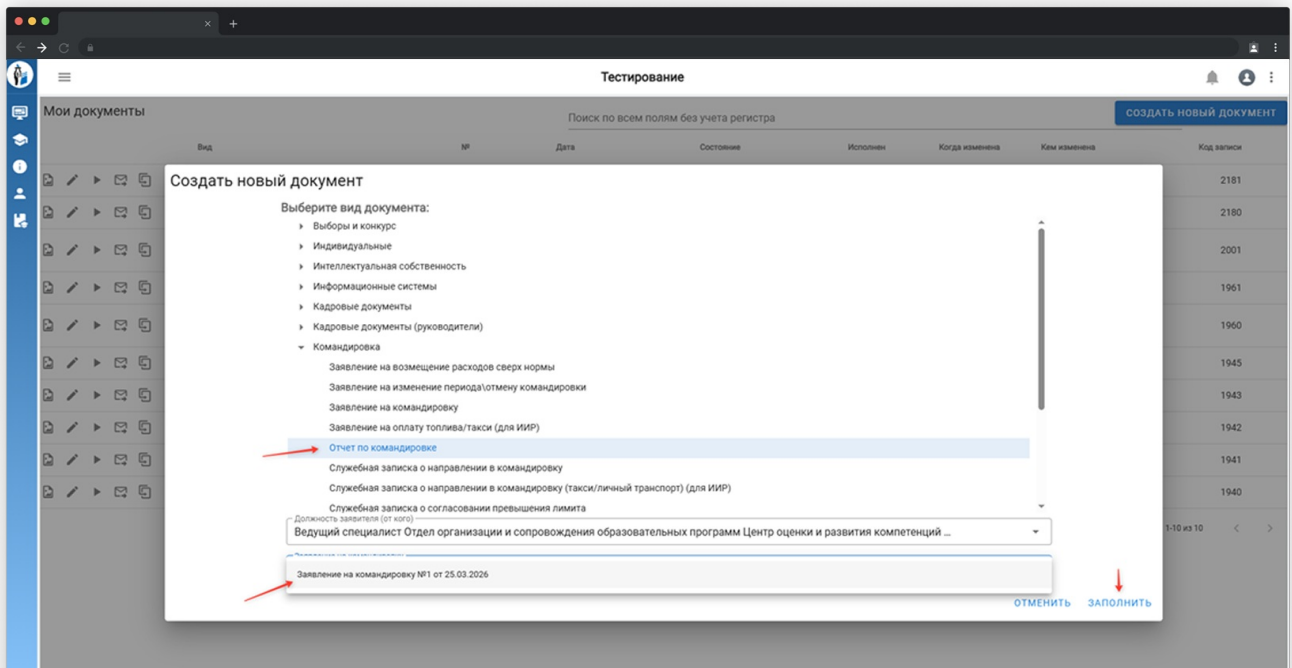 Тестирование
Мои документы
Поиск по всем полям без учета регистра
СОЗДАТЬ НОВЫЙ ДОКУМЕНТ
Вид № Дата Состояние Исполнен Когда изменена Кем изменена Код записи
Создать новый документ
2181
Выберите вид документа:
2180
Выборы и конкурс
Индивидуальные
2001
Интеллектуальная собственность
Информационные системы
1961
Кадровые документы
Кадровые документы (руководители)
1960
Командировка
Заявление на возмещение расходов сверх нормы
1945
Заявление на изменение периода\отмену командировки
1943
Заявление на командировку
Заявление на оплату топлива/такси (для ИИР)
1942
Отчет по командировке
1941
Служебная записка о направлении в командировку
Служебная записка о направлении в командировку (такси/личный транспорт) (для ИИР)
1940
Служебная записка о согласовании превышения лимита
Должность заявителя (от кого)
Ведущий специалист Отдел организации и сопровождения образовательных программ Центр оценки и развития компетенций ...
1-10 из 10
Заявление на командировку №1 от 25.03.2026
ОТМЕНИТЬ ЗАПОЛНИТЬ